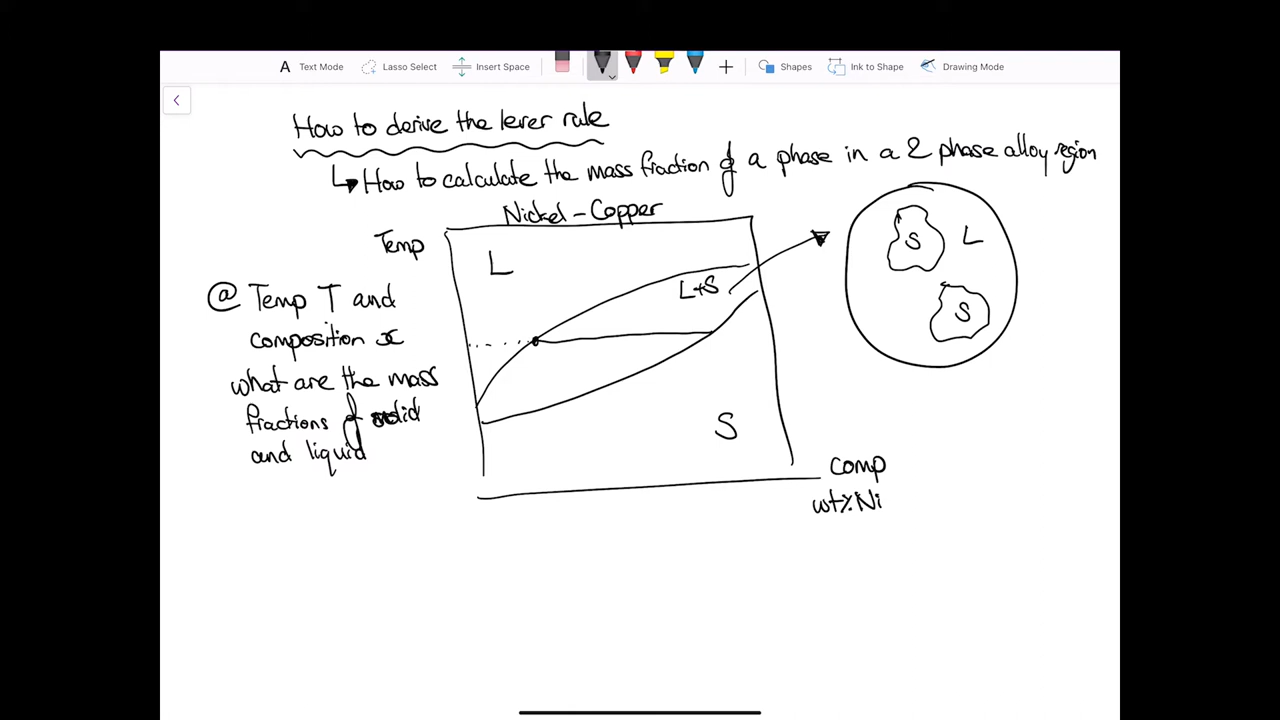 A Text Mode Lasso Select Insert Space Shapes Ink to Shape Drawing Mode
How to derive the lever rule
How to calculate the mass fraction of a phase in a 2 phase alloy region
Nickel - Copper
Temp
L
L+S
S
S L
S
@ Temp T and
composition x
what are the mass
fractions of solid
and liquid
comp
wt% Ni